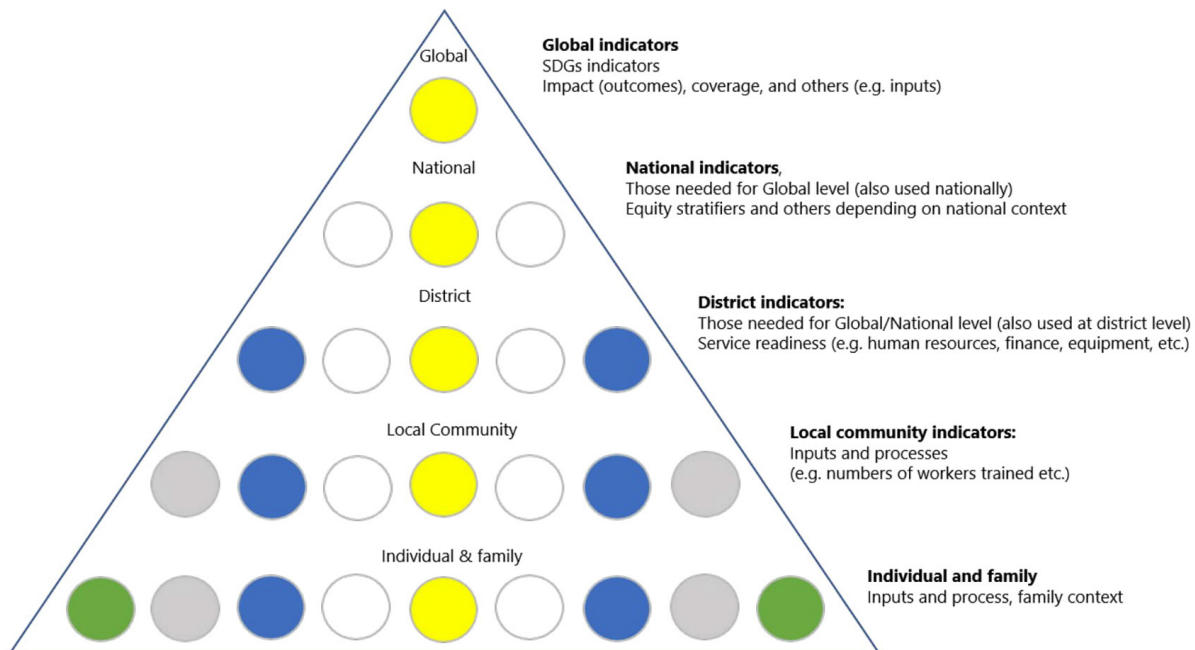 Global
Global indicators
SDGs indicators
Impact (outcomes), coverage, and others (e.g. inputs)
National
National indicators,
Those needed for Global level (also used nationally)
Equity stratifiers and others depending on national context
District
District indicators:
Those needed for Global/National level (also used at district level)
Service readiness (e.g. human resources, finance, equipment, etc.)
Local Community
Local community indicators:
Inputs and processes
(e.g. numbers of workers trained etc.)
Individual & family
Individual and family
Inputs and process, family context